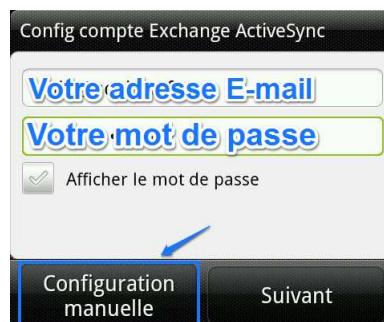 Config compte Exchange ActiveSync
Votre adresse E-mail
Votre mot de passe
Afficher le mot de passe
Configuration
manuelle
Suivant